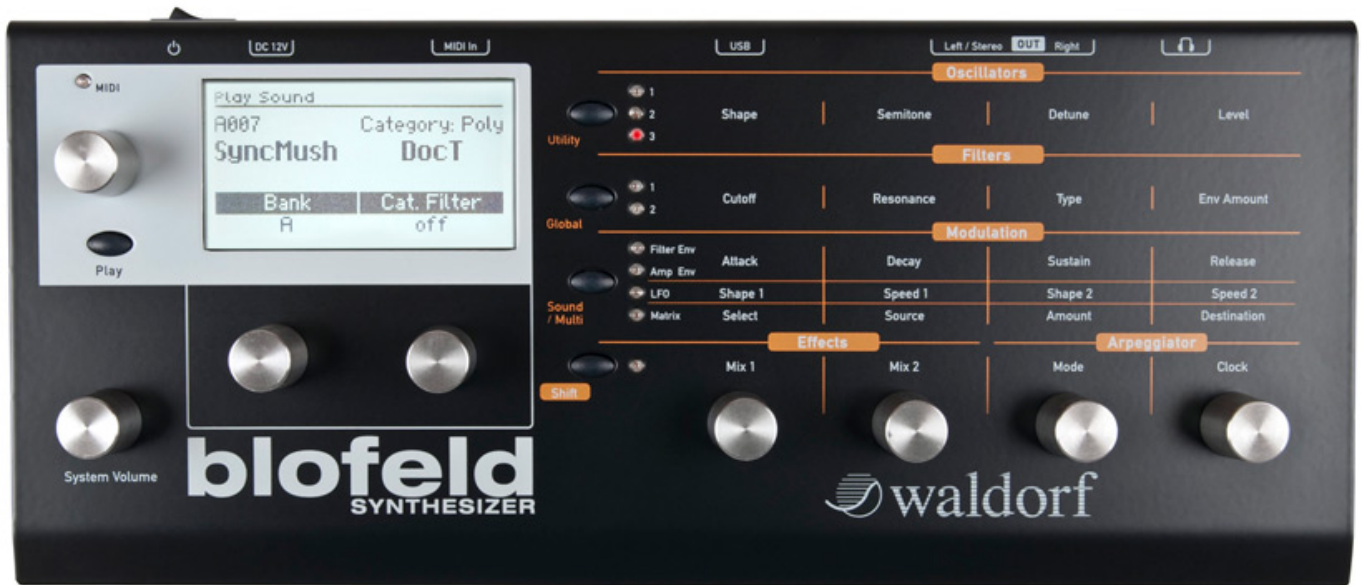 DC 12V
MIDI In
USB
Left / Stereo OUT Right
MIDI
Play Sound
A007 Category: Poly
SyncMush DocT
Bank Cat. Filter
A off
Play
System Volume
blofeld
SYNTHESIZER
Oscillators
Utility
1
2
3
Shape Semitone Detune Level
Filters
Global
1
2
Cutoff Resonance Type Env Amount
Modulation
Sound
/ Multi
Filter Env
Amp Env
Attack Decay Sustain Release
LFO Shape 1 Speed 1 Shape 2 Speed 2
Matrix Select Source Amount Destination
Effects Arpeggiator
Shift
Mix 1 Mix 2 Mode Clock
waldorf